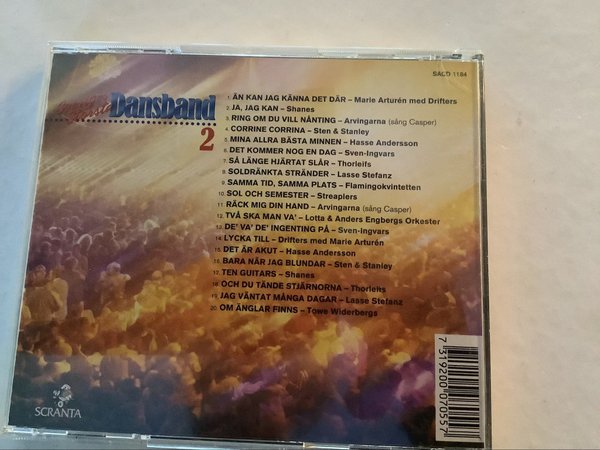 Dansband
2
SACD 1184
1. ÄN KAN JAG KÄNNA DET DÄR – Marie Arturén med Drifters
2. JA, JAG KAN – Shanes
3. RING OM DU VILL NÅNTING – Arvingarna (sång Casper)
4. CORRINE CORRINA – Sten & Stanley
5. MINA ALLRA BÄSTA MINNEN – Hasse Andersson
6. DET KOMMER NOG EN DAG – Sven-Ingvars
7. SÅ LÄNGE HJÄRTAT SLÅR – Thorleifs
8. SOLDRÄNKTA STRÄNDER – Lasse Stefanz
9. SAMMA TID, SAMMA PLATS – Flamingokvintetten
10. SOL OCH SEMESTER – Streaplers
11. RÄCK MIG DIN HAND – Arvingarna (sång Casper)
12. TVÅ SKA MAN VA' – Lotta & Anders Engbergs Orkester
13. DE' VA' DE' INGENTING PÅ – Sven-Ingvars
14. LYCKA TILL – Drifters med Marie Arturén
15. DET ÄR AKUT – Hasse Andersson
16. BARA NÄR JAG BLUNDAR – Sten & Stanley
17. TEN GUITARS – Shanes
18. OCH DU TÄNDE STJÄRNORNA – Thorleifs
19. JAG VÄNTAT MÅNGA DAGAR – Lasse Stefanz
20. OM ÄNGLAR FINNS – Towe Widerbergs
SCRANTA
7 319200 070557